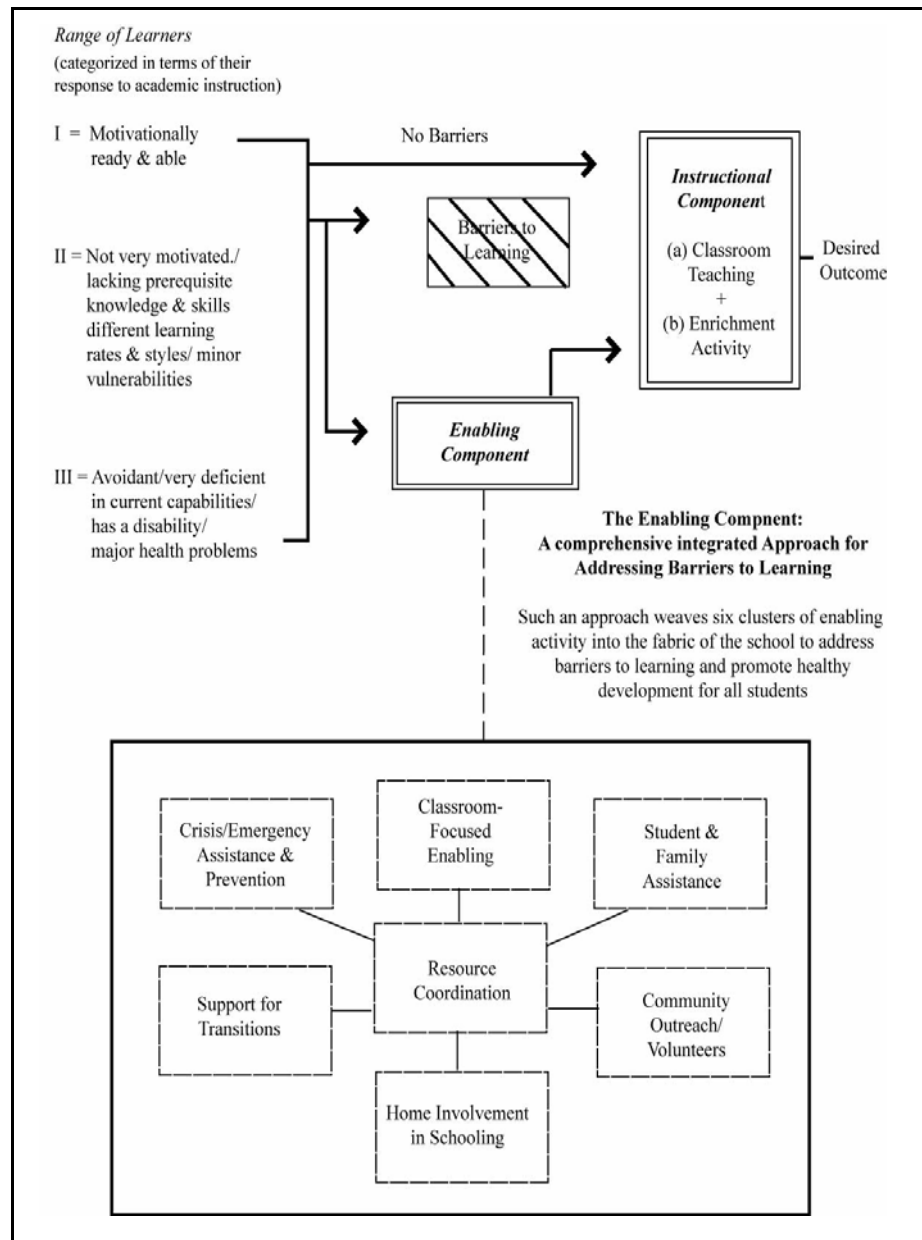 Range of Learners
(categorized in terms of their
response to academic instruction)
I = Motivationally
ready & able
No Barriers
Instructional
Component
(a) Classroom
Teaching
+
(b) Enrichment
Activity
Desired
Outcome
Barriers to
Learning
II = Not very motivated./
lacking prerequisite
knowledge & skills
different learning
rates & styles/ minor
vulnerabilities
Enabling
Component
III = Avoidant/very deficient
in current capabilities/
has a disability/
major health problems
The Enabling Compnent:
A comprehensive integrated Approach for
Addressing Barriers to Learning
Such an approach weaves six clusters of enabling
activity into the fabric of the school to address
barriers to learning and promote healthy
development for all students
Crisis/Emergency
Assistance &
Prevention
Classroom-
Focused
Enabling
Student &
Family
Assistance
Resource
Coordination
Support for
Transitions
Community
Outreach/
Volunteers
Home Involvement
in Schooling